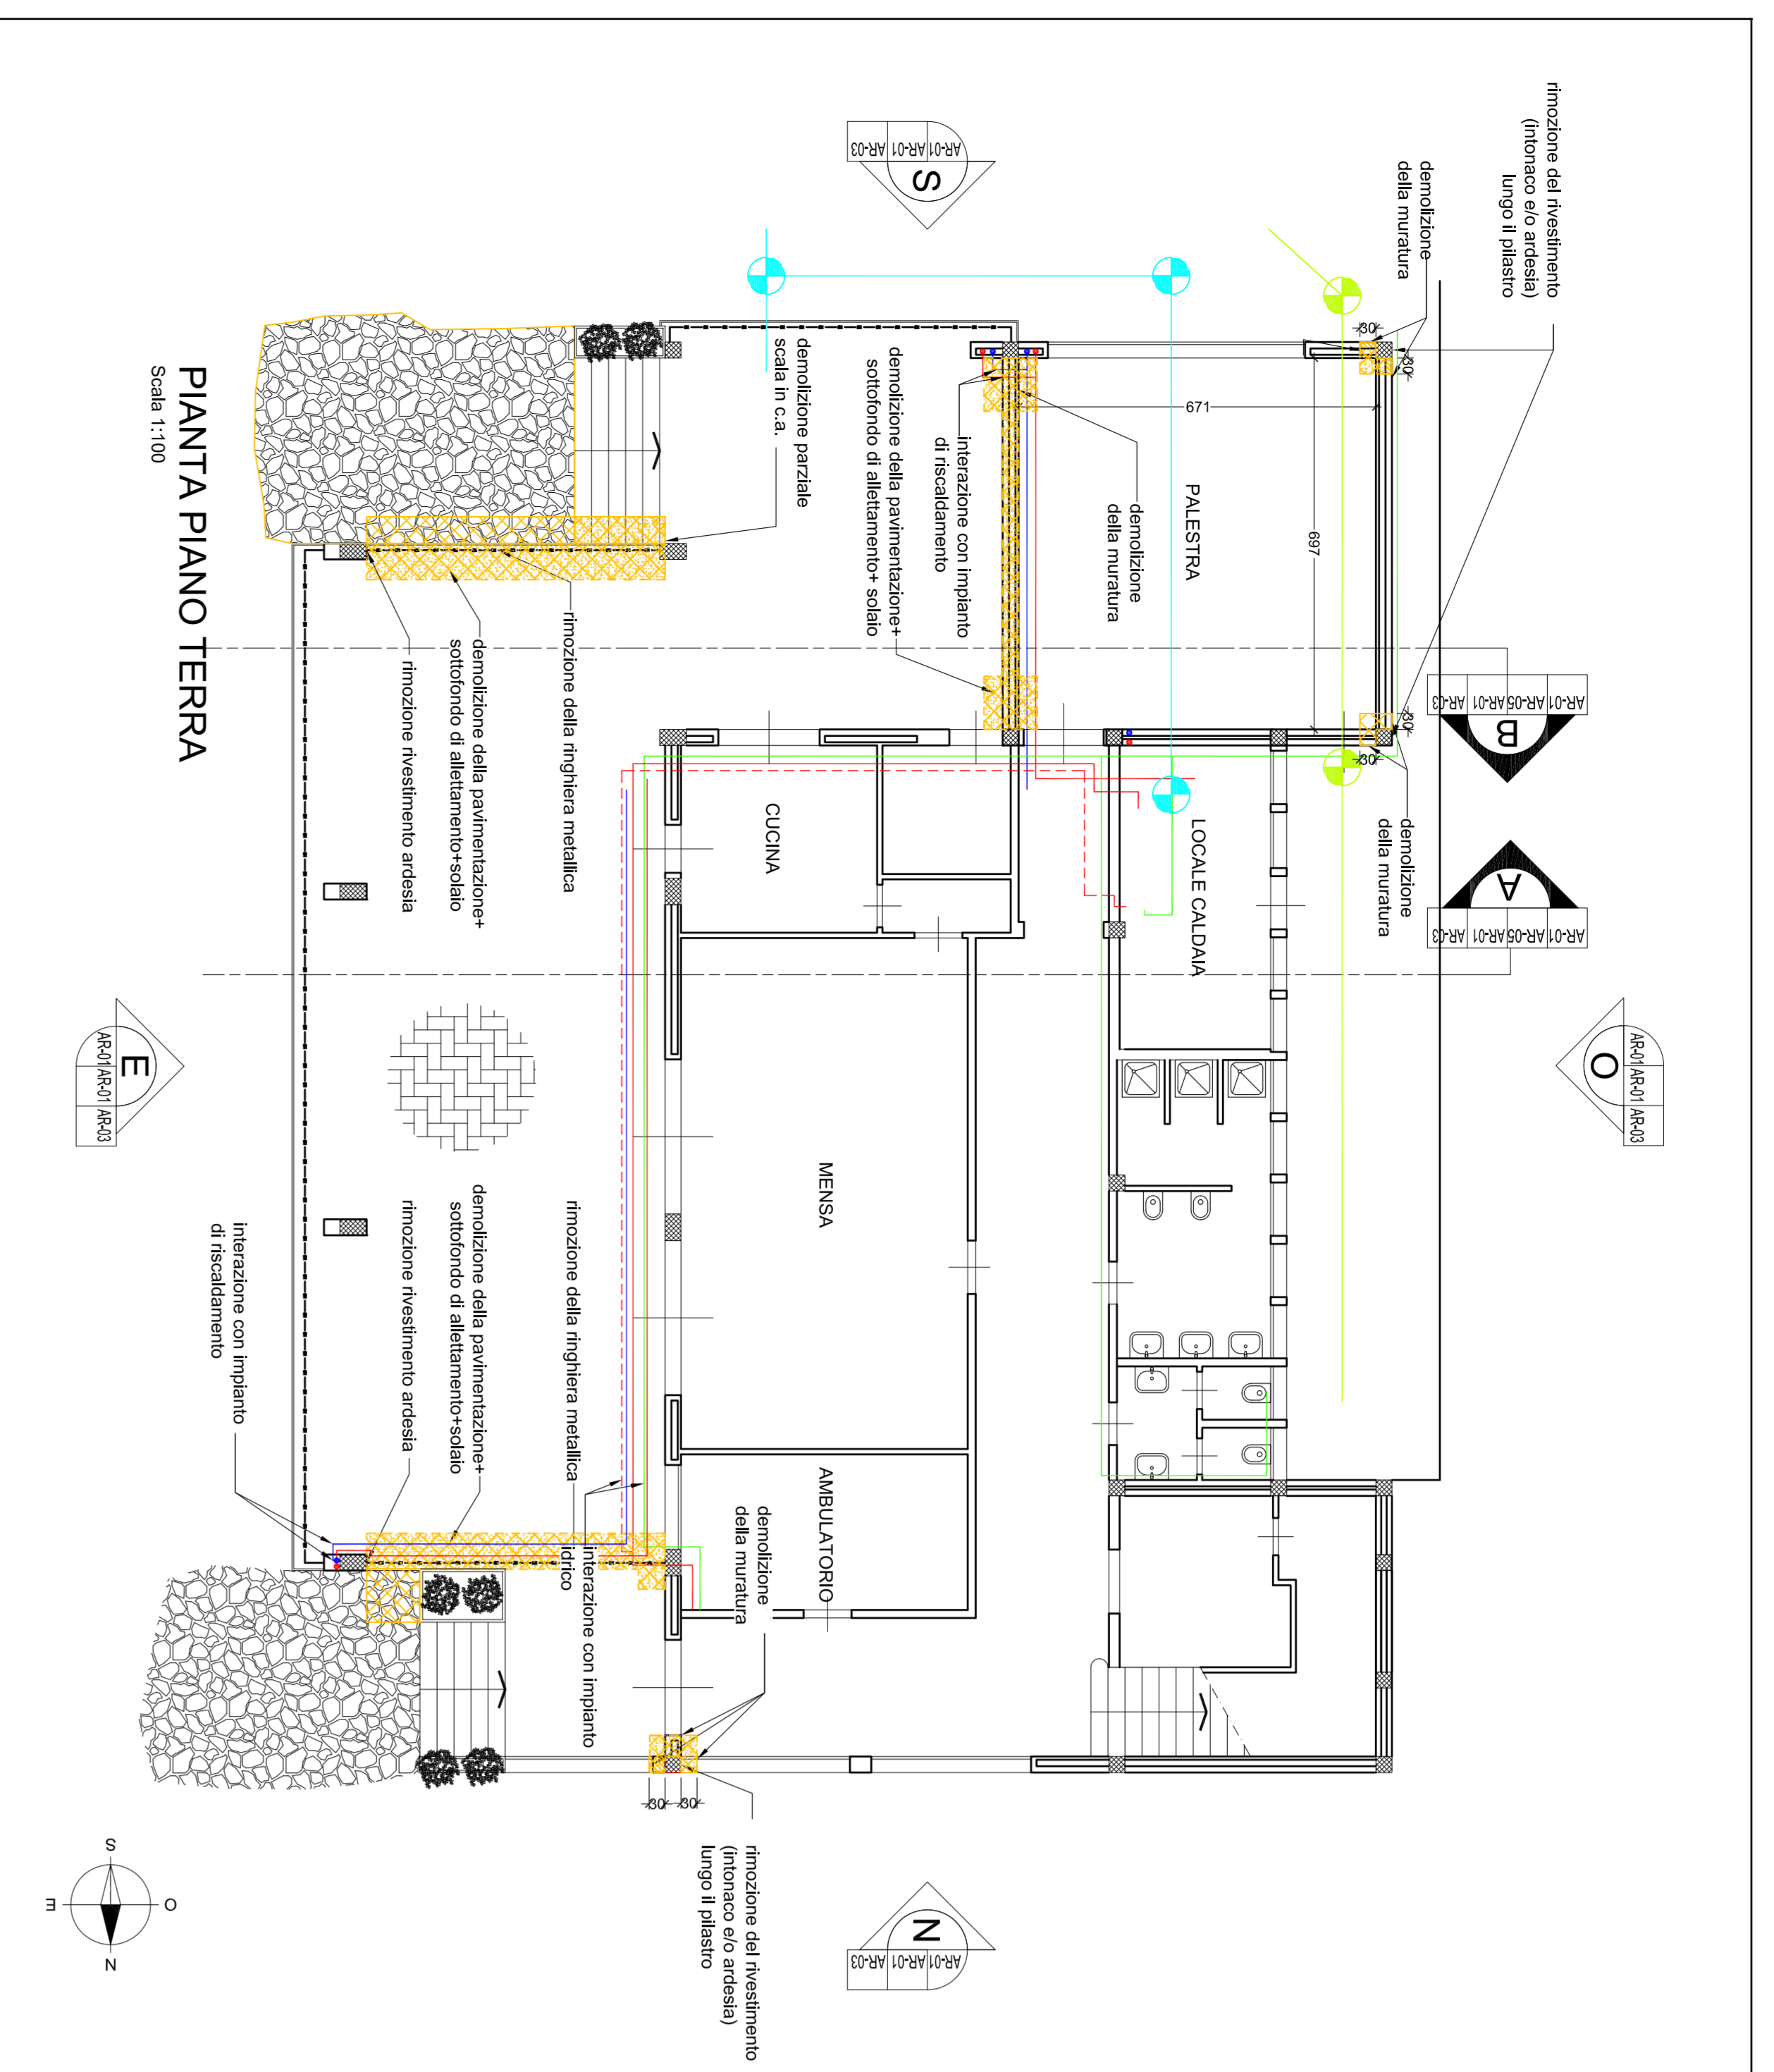 rimozione del rivestimento
(intonaco e/o ardesia)
lungo il pilastro
demolizione
della muratura
S
AR-01
AR-01
AR-03
30
30
671
697
PALESTRA
demolizione
della muratura
interazione con impianto
di riscaldamento
demolizione della pavimentazione+
sottofondo di allettamento+ solaio
demolizione parziale
scala in c.a.
PIANTA PIANO TERRA
Scala 1:100
B
AR-01
AR-05
AR-01
AR-03
30
30
demolizione
della muratura
A
AR-01
AR-05
AR-01
AR-03
LOCALE CALDAIA
CUCINA
rimozione della ringhiera metallica
demolizione della pavimentazione+
sottofondo di allettamento+solaio
rimozione rivestimento ardesia
O
AR-01
AR-01
AR-03
E
AR-01
AR-01
AR-03
MENSA
rimozione della ringhiera metallica
demolizione della pavimentazione+
sottofondo di allettamento+solaio
rimozione rivestimento ardesia
interazione con impianto
di riscaldamento
AMBULATORIO
demolizione
della muratura
interazione con impianto
idrico
30
30
rimozione del rivestimento
(intonaco e/o ardesia)
lungo il pilastro
N
AR-01
AR-01
AR-03
S
O
E
N